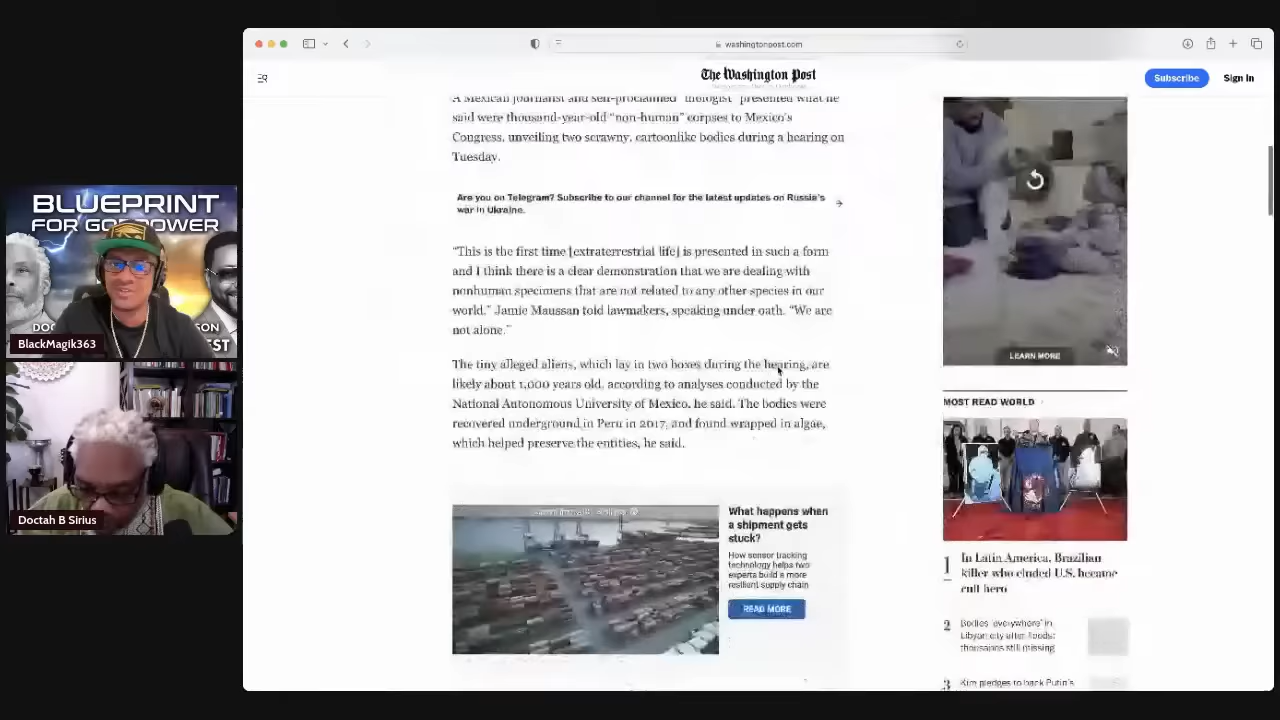 washingtonpost.com
The Washington Post
Subscribe
Sign In
A Mexican journalist and self-proclaimed "ufologist" presented what he
said were thousand-year-old "non-human" corpses to Mexico's
Congress, unveiling two scrawny, cartoonlike bodies during a hearing on
Tuesday.
Are you on Telegram? Subscribe to our channel for the latest updates on Russia's
war in Ukraine.
"This is the first time [extraterrestrial life] is presented in such a form
and I think there is a clear demonstration that we are dealing with
nonhuman specimens that are not related to any other species in our
world," Jamie Maussan told lawmakers, speaking under oath. "We are
not alone."
The tiny alleged aliens, which lay in two boxes during the hearing, are
likely about 1,000 years old, according to analyses conducted by the
National Autonomous University of Mexico, he said. The bodies were
recovered underground in Peru in 2017, and found wrapped in algae,
which helped preserve the entities, he said.
What happens when
a shipment gets
stuck?
How sensor tracking
technology helps two
experts build a more
resilient supply chain
READ MORE
LEARN MORE
MOST READ WORLD
1
In Latin America, Brazilian
killer who eluded U.S. became
cult hero
2
Bodies 'everywhere' in
Libyan city after floods;
thousands still missing
3
Kim pledges to back Putin's
BLUEPRINT
FOR GODPOWER
BlackMagik363
Doctah B Sirius